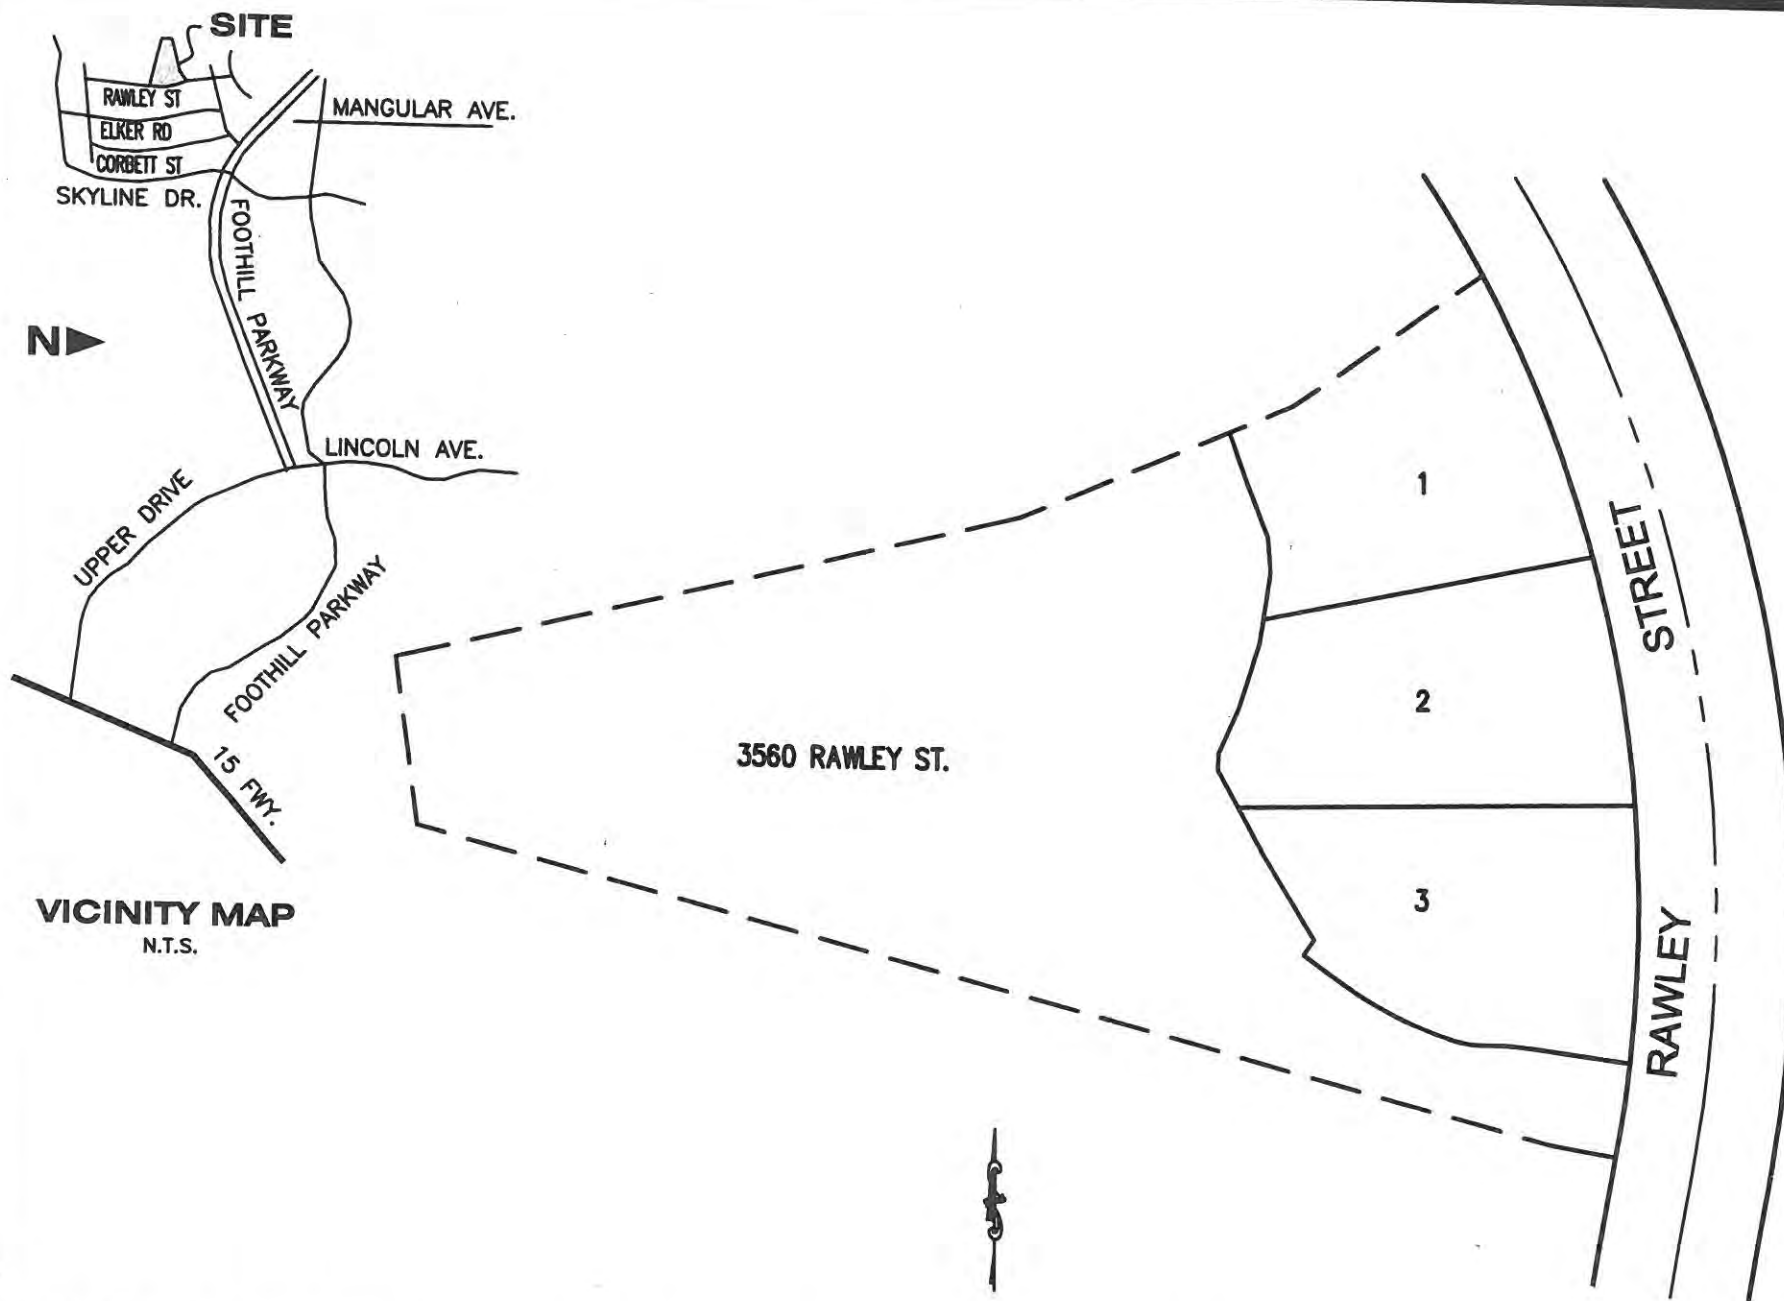 SITE
RAWLEY ST
MANGULAR AVE.
ELKER RD
CORBETT ST
SKYLINE DR.
FOOTHILL PARKWAY
N
LINCOLN AVE.
UPPER DRIVE
FOOTHILL PARKWAY
15 FWY.
VICINITY MAP
N.T.S.
3560 RAWLEY ST.
1
2
3
RAWLEY STREET